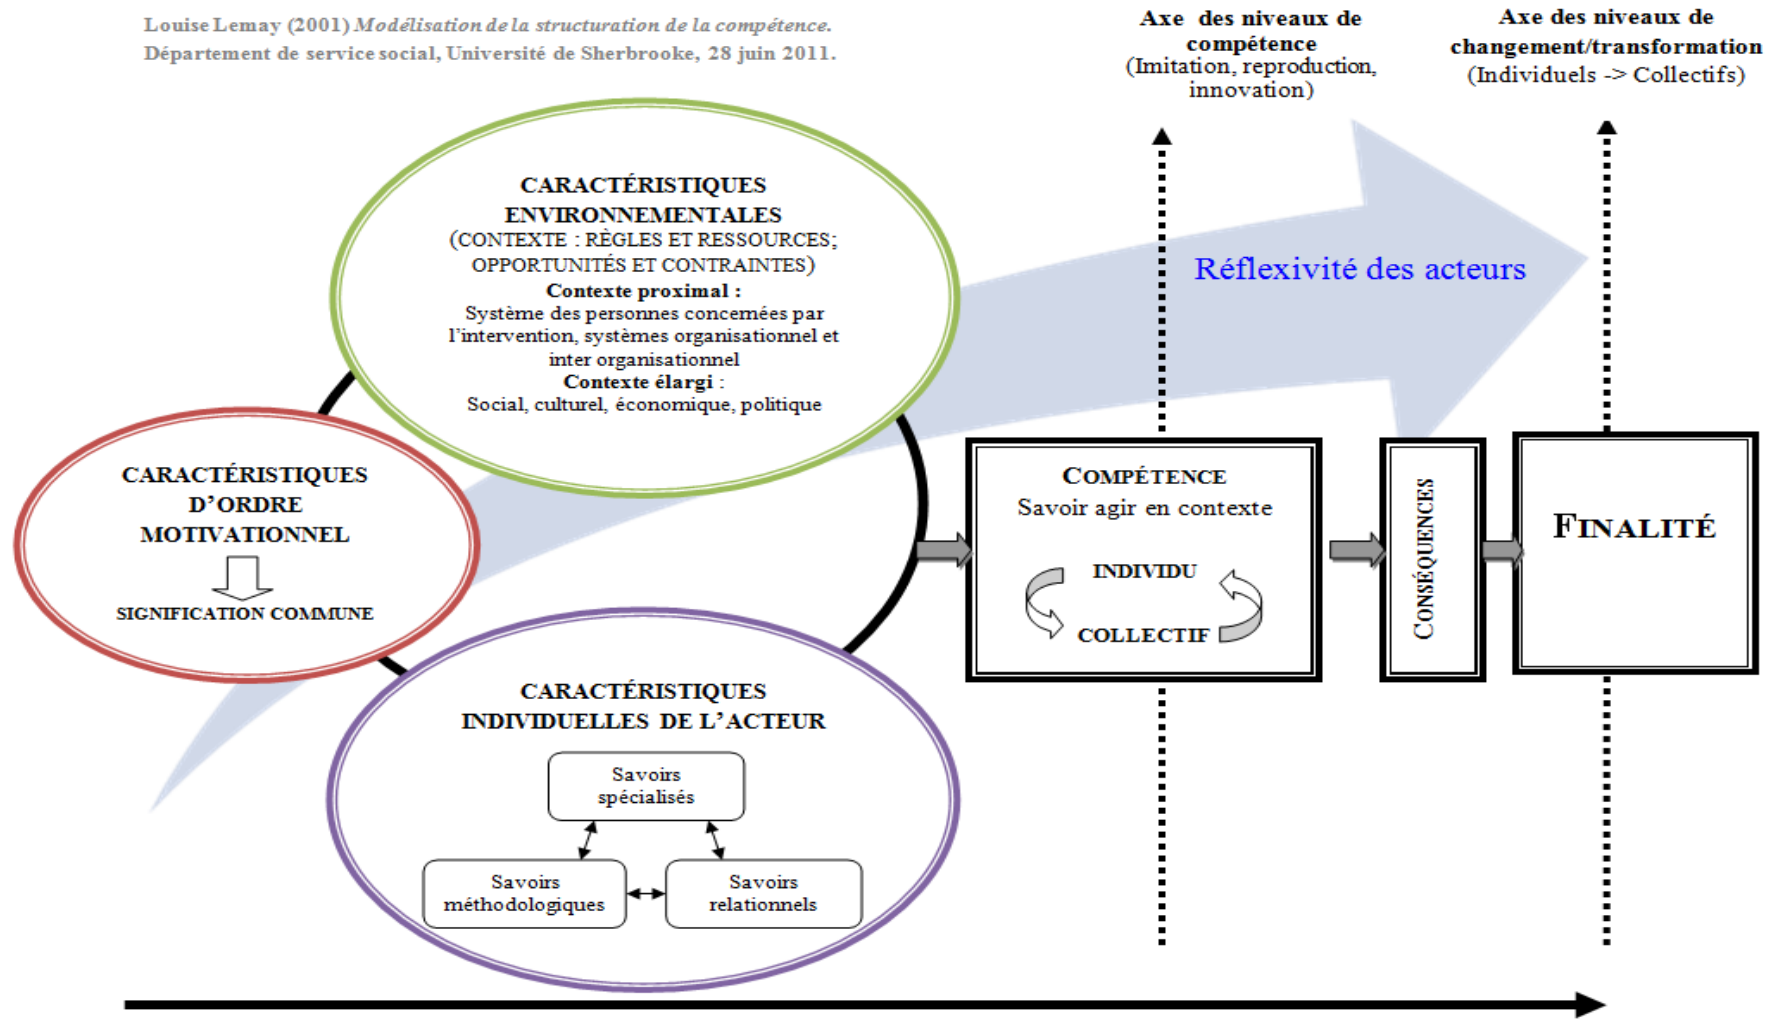 Louise Lemay (2001) Modélisation de la structuration de la compétence.
Département de service social, Université de Sherbrooke, 28 juin 2011.
Axe des niveaux de
compétence
(Imitation, reproduction,
innovation)
Axe des niveaux de
changement/transformation
(Individuels -> Collectifs)
CARACTÉRISTIQUES
ENVIRONNEMENTALES
(CONTEXTE : RÈGLES ET RESSOURCES;
OPPORTUNITÉS ET CONTRAINTES)
Contexte proximal :
Système des personnes concernées par
l’intervention, systèmes organisationnel et
inter organisationnel
Contexte élargi :
Social, culturel, économique, politique
Réflexivité des acteurs
CARACTÉRISTIQUES
D’ORDRE
MOTIVATIONNEL
SIGNIFICATION COMMUNE
CARACTÉRISTIQUES
INDIVIDUELLES DE L’ACTEUR
Savoirs
spécialisés
Savoirs
méthodologiques
Savoirs
relationnels
COMPÉTENCE
Savoir agir en contexte
INDIVIDU
COLLECTIF
CONSÉQUENCES
FINALITÉ